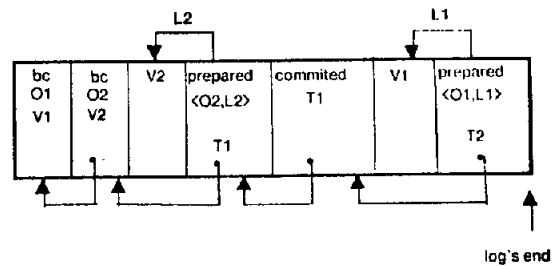 L2 L1
bc bc V2 prepared commited V1 prepared
O1 O2 <O2,L2> T1 <O1,L1>
V1 V2
T1 T2
log's end